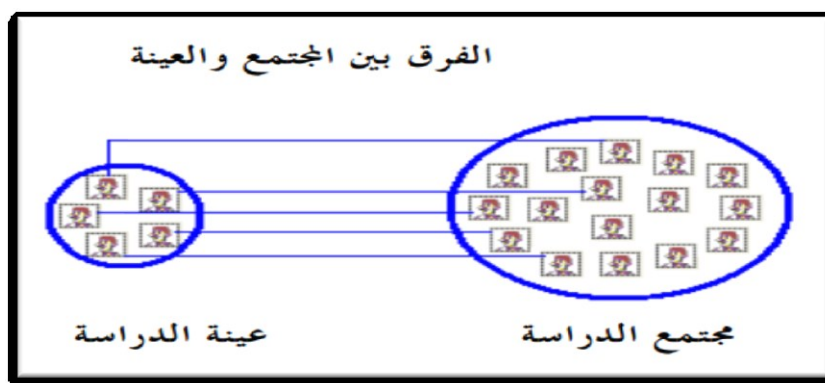 الفرق بين المجتمع والعينة
مجتمع الدراسة
عينة الدراسة